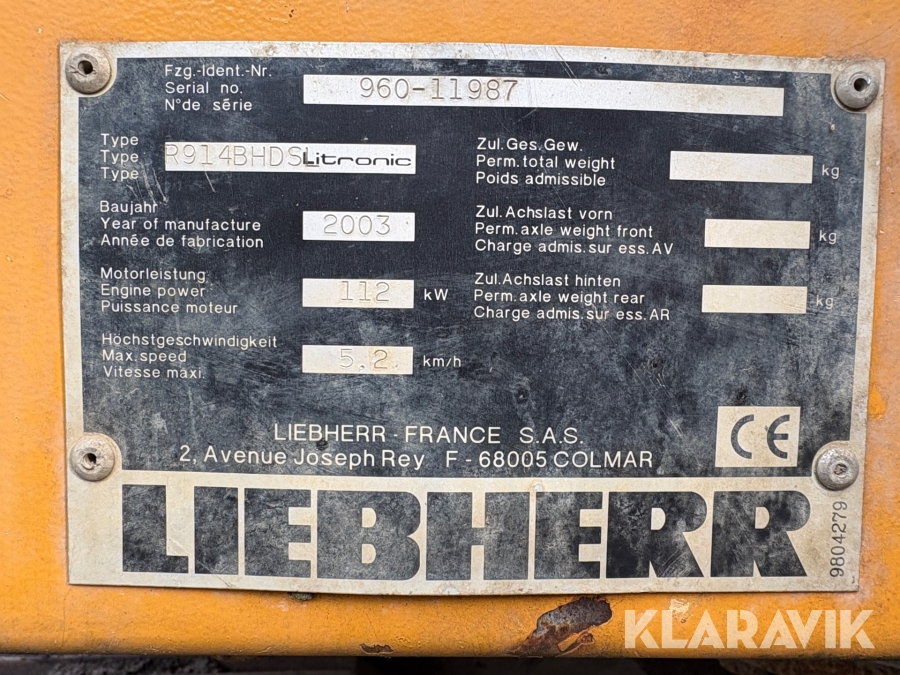 Fzg.-Ident.-Nr.
Serial no.
N°de série
960-11987
Type
Type
Type
R914BHDSL Litronic
Baujahr
Year of manufacture
Année de fabrication
2003
Motorleistung
Engine power
Puissance moteur
112 kW
Höchstgeschwindigkeit
Max. speed
Vitesse maxi.
5.2 km/h
Zul. Ges. Gew.
Perm. total weight
Poids admissible
kg
Zul. Achslast vorn
Perm. axle weight front
Charge admis. sur ess. AV
kg
Zul. Achslast hinten
Perm. axle weight rear
Charge admis. sur ess. AR
kg
LIEBHERR - FRANCE S.A.S.
2, Avenue Joseph Rey F - 68005 COLMAR
CE
LIEBHERR
9804279
KLARAVIK